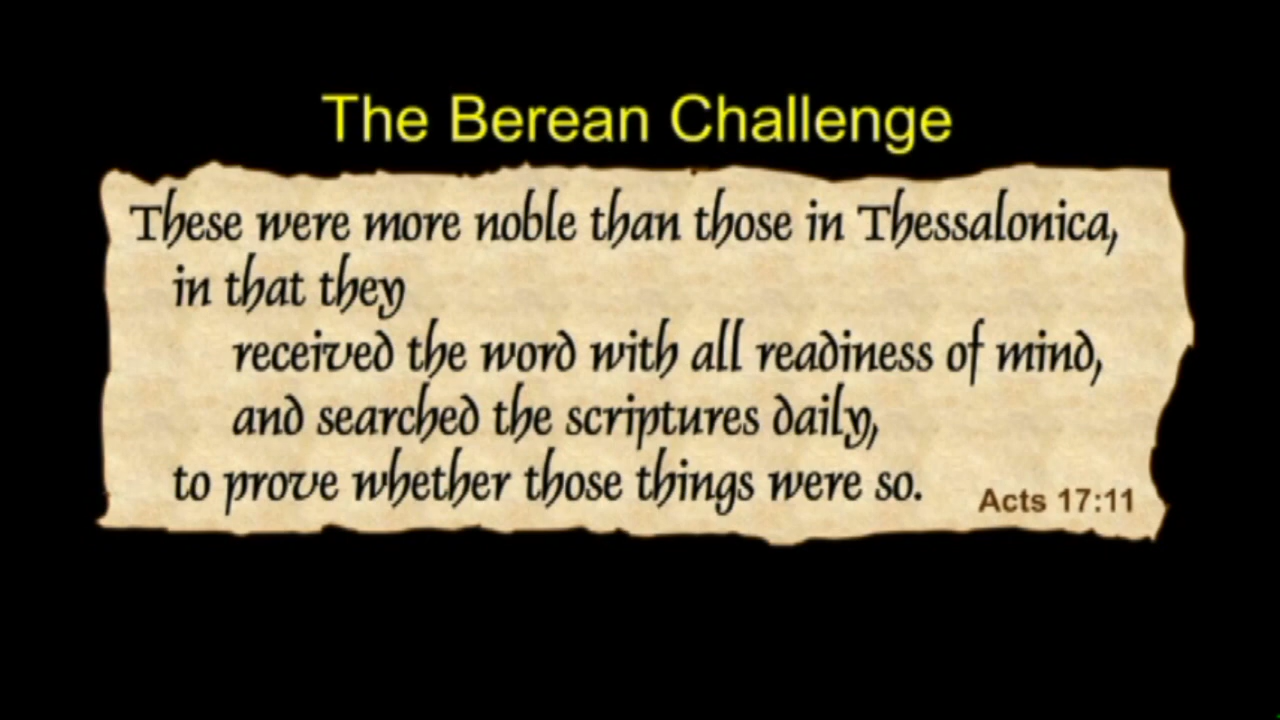 The Berean Challenge
These were more noble than those in Thessalonica,
in that they
received the word with all readiness of mind,
and searched the scriptures daily,
to prove whether those things were so.
Acts 17:11